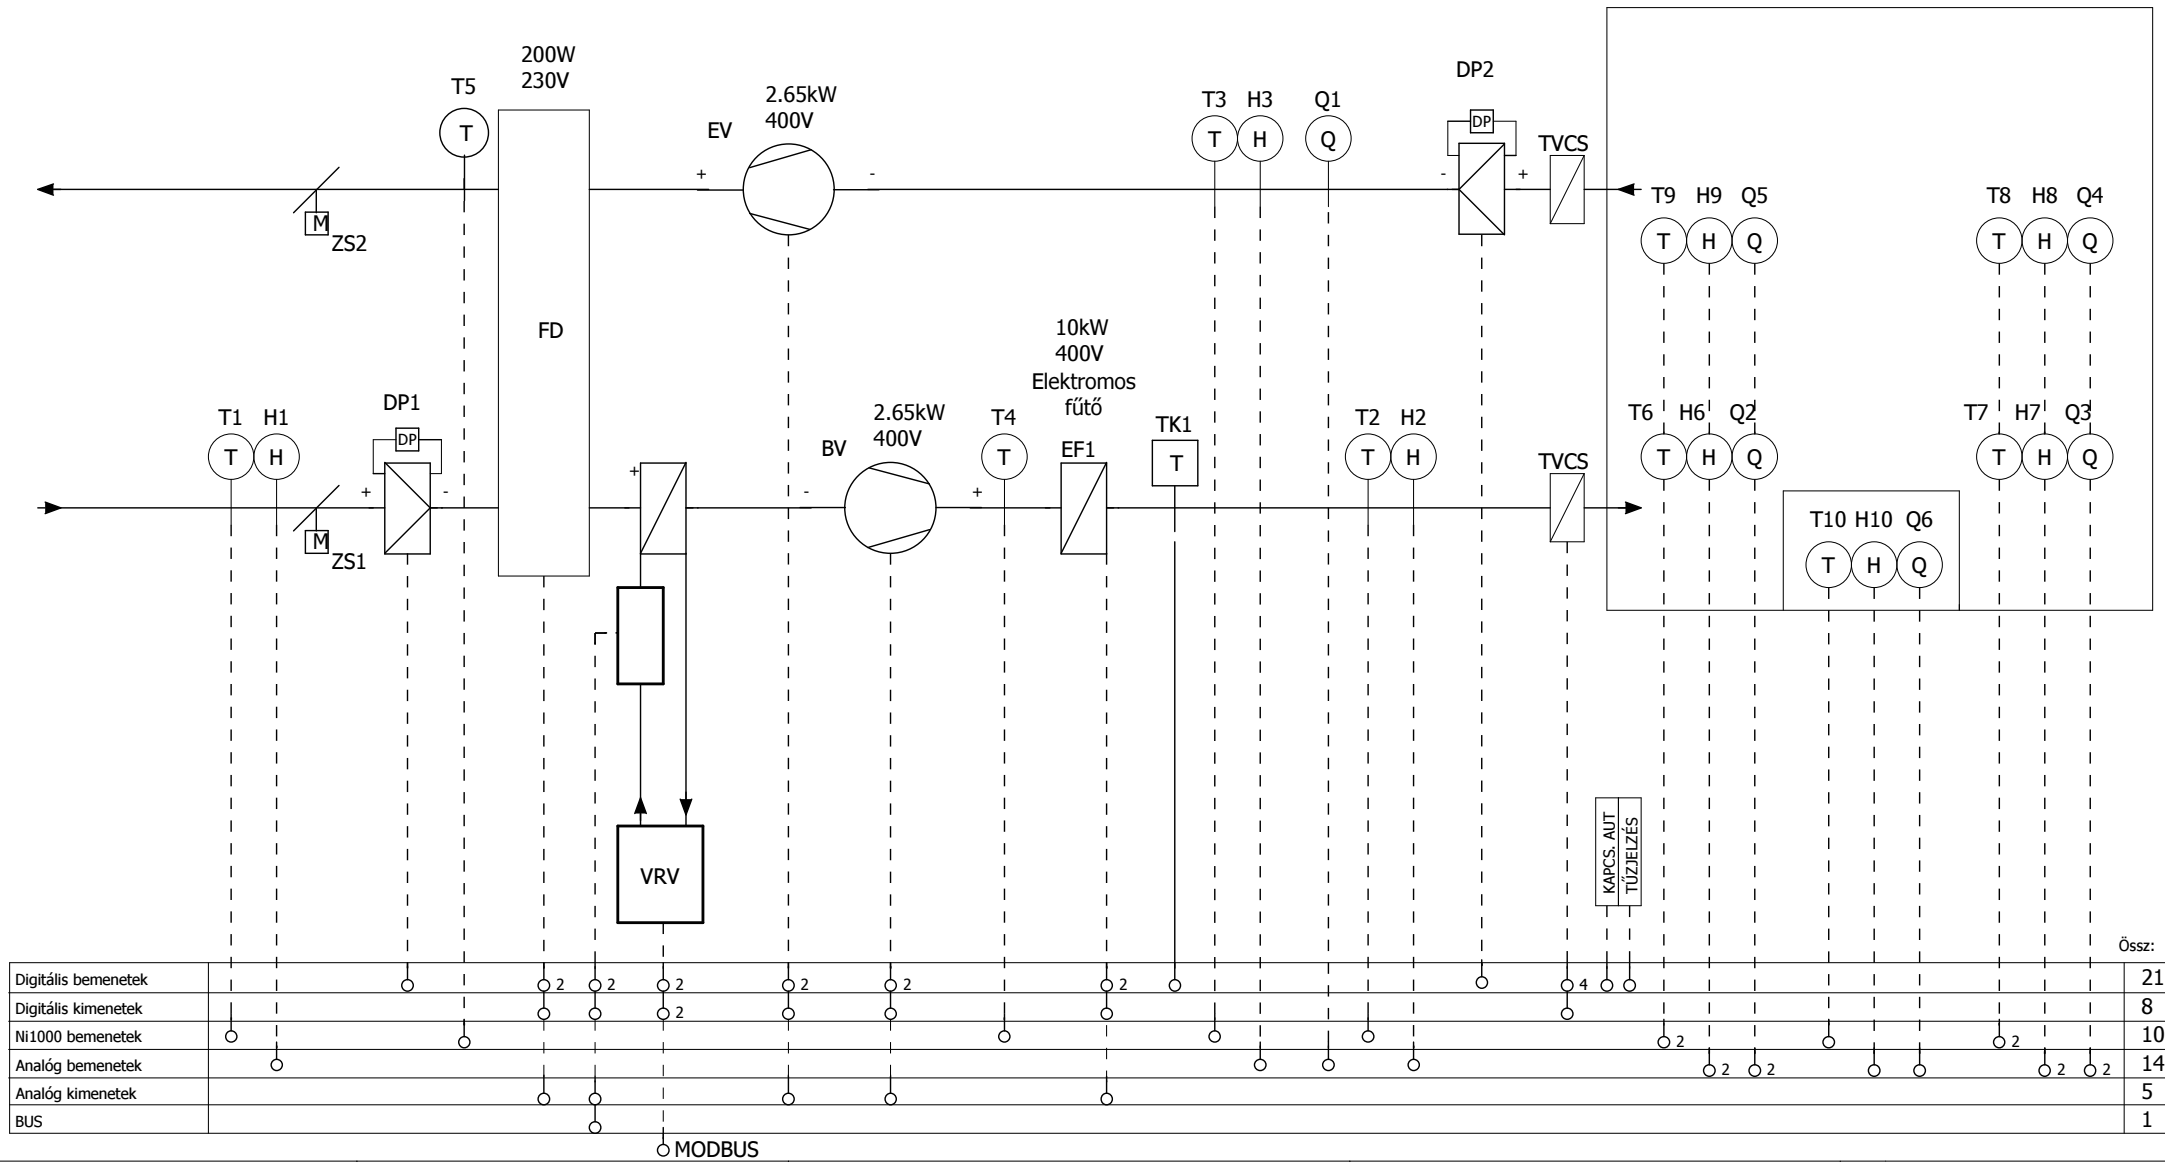 200W
230V
T5
T
2.65kW
400V
EV
+
-
T3 H3 Q1
T H Q
DP2
DP
-
+
TVCS
M
ZS2
T9 H9 Q5
T H Q
T8 H8 Q4
T H Q
FD
10kW
400V
Elektromos
fűtő
EF1
T1 H1
T H
DP1
DP
+
-
M
ZS1
+
2.65kW
400V
BV
-
+
T4
T
TK1
T
T2 H2
T H
TVCS
T6 H6 Q2
T H Q
T7 H7 Q3
T H Q
T10 H10 Q6
T H Q
VRV
KAPCS. AUT
TŰZJELZÉS
Össz:
Digitális bemenetek 2 2 2 2 2 2 4 21
Digitális kimenetek 2 8
Ni1000 bemenetek 2 2 10
Analóg bemenetek 2 2 2 2 14
Analóg kimenetek 5
BUS 1
MODBUS